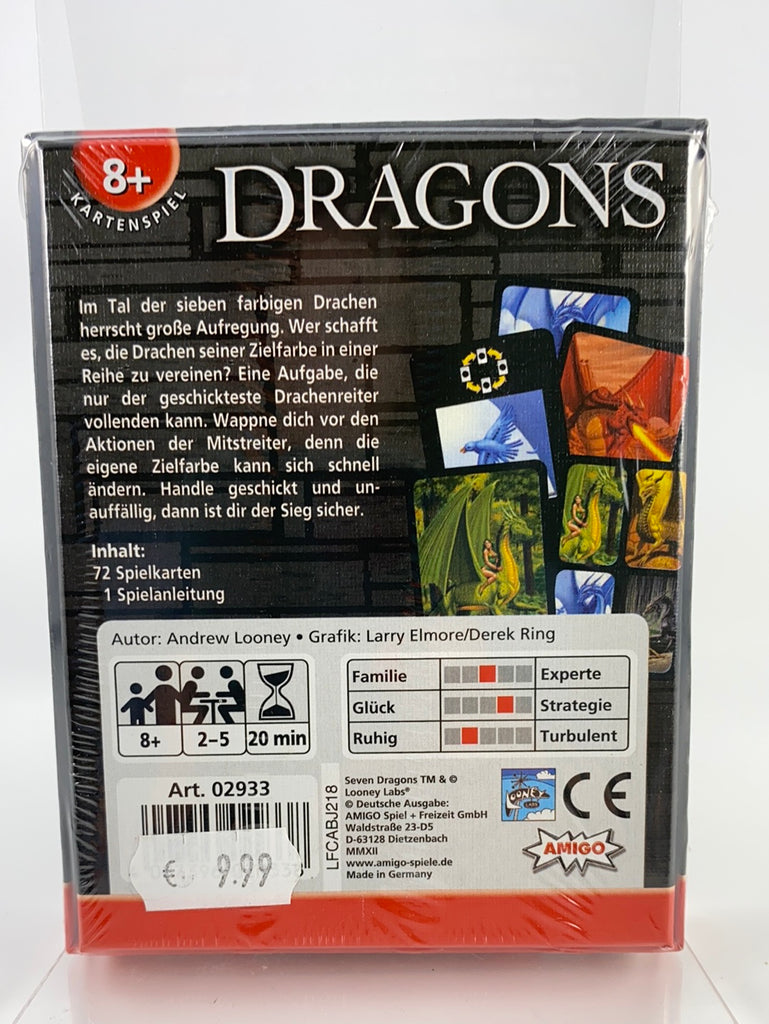 8+
KARTENSPIEL
DRAGONS
Im Tal der sieben farbigen Drachen
herrscht große Aufregung. Wer schafft
es, die Drachen seiner Zielfarbe in einer
Reihe zu vereinen? Eine Aufgabe, die
nur der geschickteste Drachenreiter
vollenden kann. Wappne dich vor den
Aktionen der Mitstreiter, denn die
eigene Zielfarbe kann sich schnell
ändern. Handle geschickt und un-
auffällig, dann ist dir der Sieg sicher.
Inhalt:
72 Spielkarten
1 Spielanleitung
Autor: Andrew Looney • Grafik: Larry Elmore/Derek Ring
8+ 2–5 20 min
Familie Experte
Glück Strategie
Ruhig Turbulent
Art. 02933
€ 9.99
LFCABJ218
Seven Dragons TM & ©
Looney Labs®
© Deutsche Ausgabe:
AMIGO Spiel + Freizeit GmbH
Waldstraße 23-D5
D-63128 Dietzenbach
MMXII
www.amigo-spiele.de
Made in Germany
LOONEY
LABS
CE
AMIGO